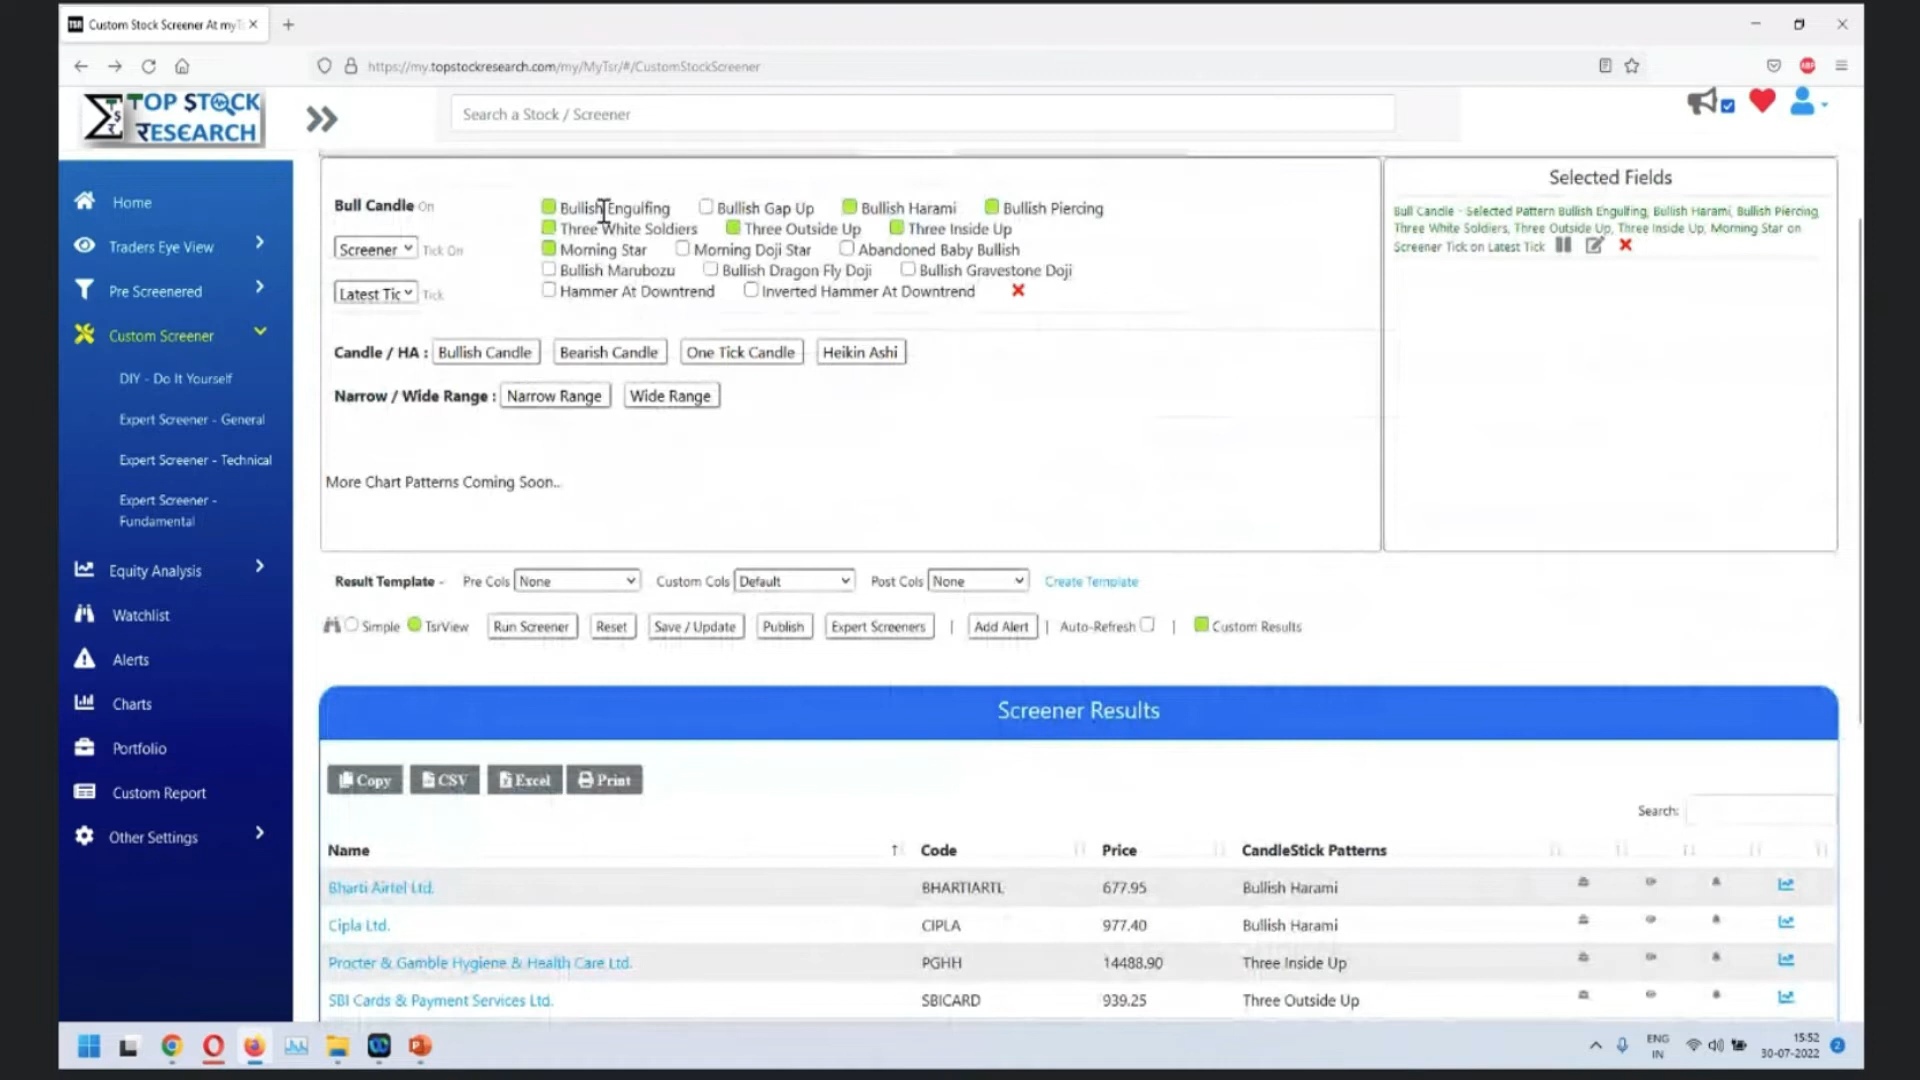 Custom Stock Screener At myT
https://my.topstockresearch.com/my/MyTsr/#/CustomStockScreener
TOP STOCK
RESEARCH
Search a Stock / Screener
Home
Traders Eye View
Pre Screenered
Custom Screener
DIY - Do It Yourself
Expert Screener - General
Expert Screener - Technical
Expert Screener -
Fundamental
Equity Analysis
Watchlist
Alerts
Charts
Portfolio
Custom Report
Other Settings
Bull Candle On
Screener Tick On
Latest Tic Tick
Bullish Engulfing Bullish Gap Up Bullish Harami Bullish Piercing
Three White Soldiers Three Outside Up Three Inside Up
Morning Star Morning Doji Star Abandoned Baby Bullish
Bullish Marubozu Bullish Dragon Fly Doji Bullish Gravestone Doji
Hammer At Downtrend Inverted Hammer At Downtrend
Candle / HA : Bullish Candle Bearish Candle One Tick Candle Heikin Ashi
Narrow / Wide Range : Narrow Range Wide Range
More Chart Patterns Coming Soon..
Selected Fields
Bull Candle - Selected Pattern Bullish Engulfing, Bullish Harami, Bullish Piercing,
Three White Soldiers, Three Outside Up, Three Inside Up, Morning Star on
Screener Tick on Latest Tick
Result Template - Pre Cols None Custom Cols Default Post Cols None Create Template
Simple TsrView Run Screener Reset Save / Update Publish Expert Screeners | Add Alert | Auto-Refresh | Custom Results
Screener Results
Copy CSV Excel Print
Search:
Name Code Price CandleStick Patterns
Bharti Airtel Ltd. BHARTIARTL 677.95 Bullish Harami
Cipla Ltd. CIPLA 977.40 Bullish Harami
Procter & Gamble Hygiene & Health Care Ltd. PGHH 14488.90 Three Inside Up
SBI Cards & Payment Services Ltd. SBICARD 939.25 Three Outside Up
ENG
IN
15:52
30-07-2022
2